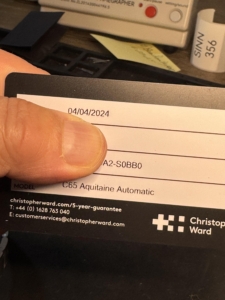 SINN
356
04/04/2024
A2-S0BB0
C65 Aquitaine Automatic
christopherward.com/5-year-guarantee
T: +44 (0) 1628 763 040
E: customerservices@christopherward.com
Christop
Ward